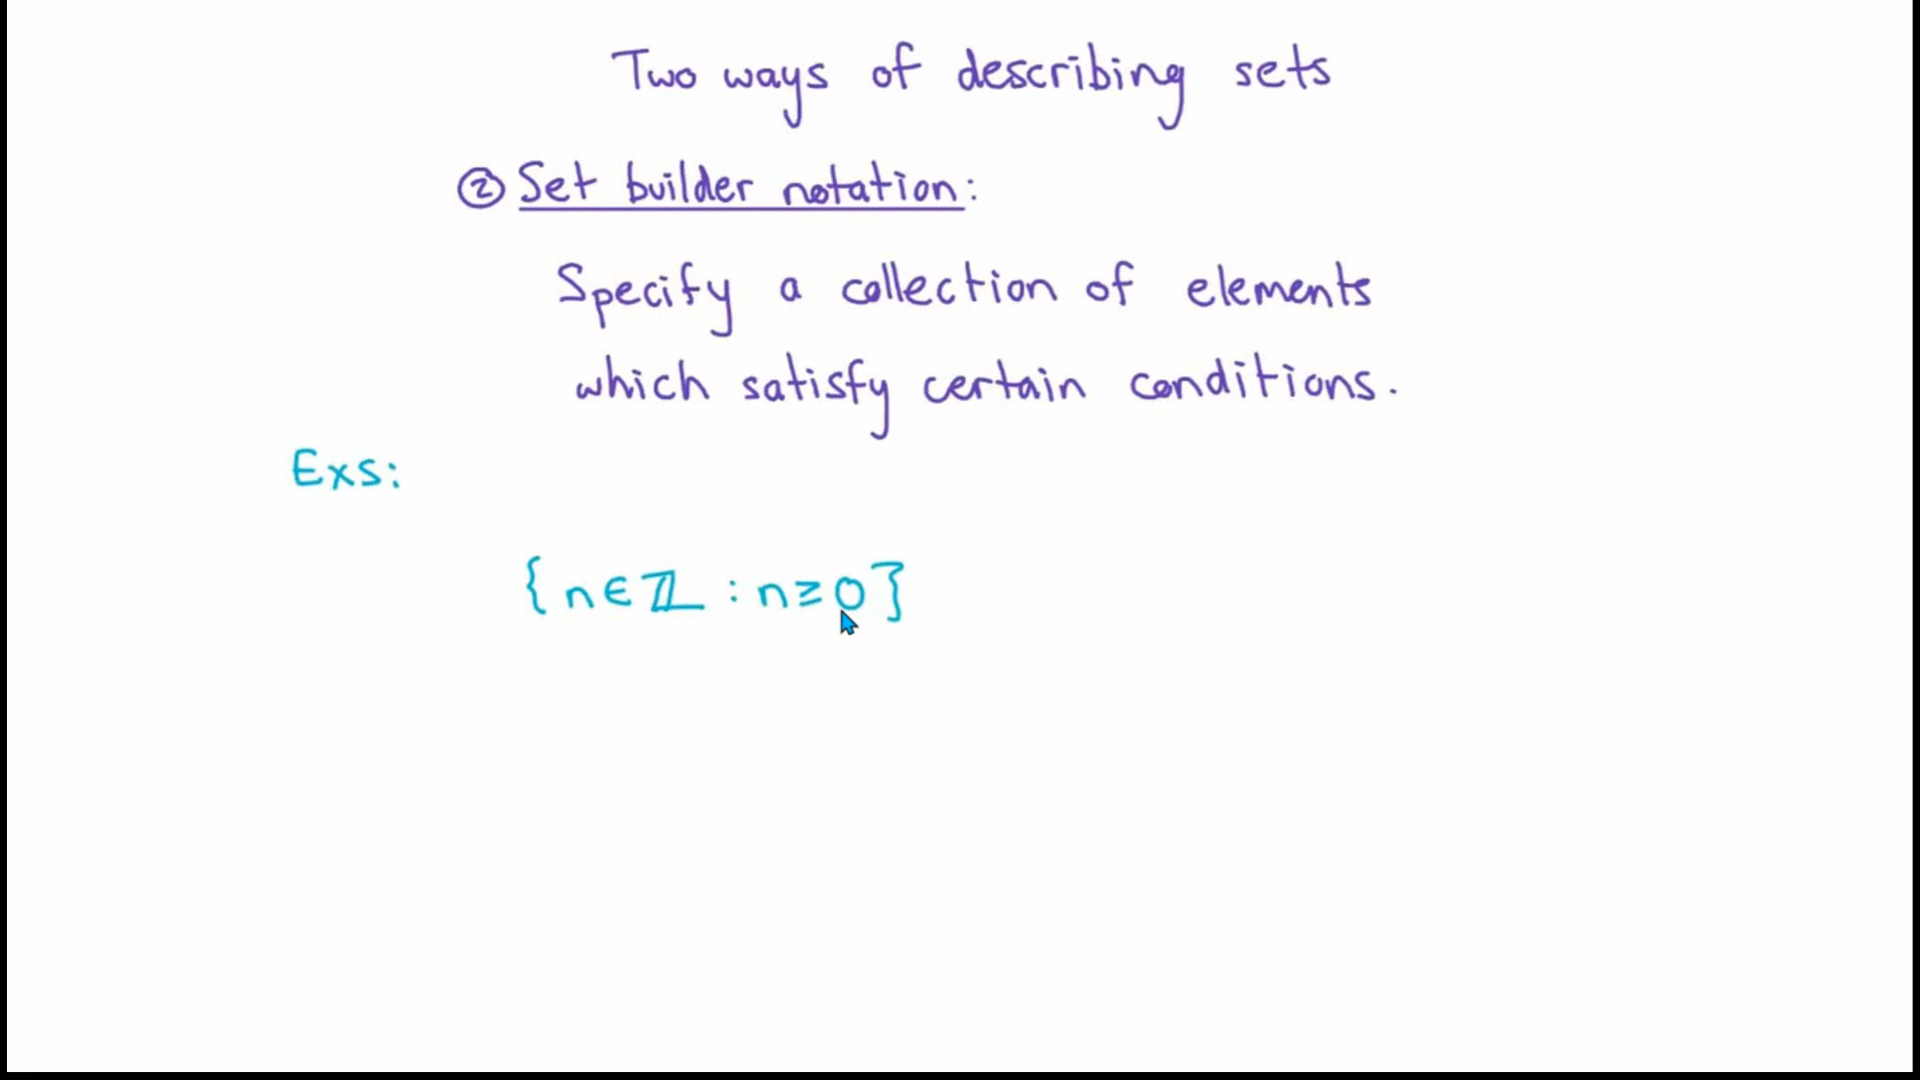 Two ways of describing sets
② Set builder notation:
Specify a collection of elements
which satisfy certain conditions.
Exs:
{n∈ℤ : n≥0}